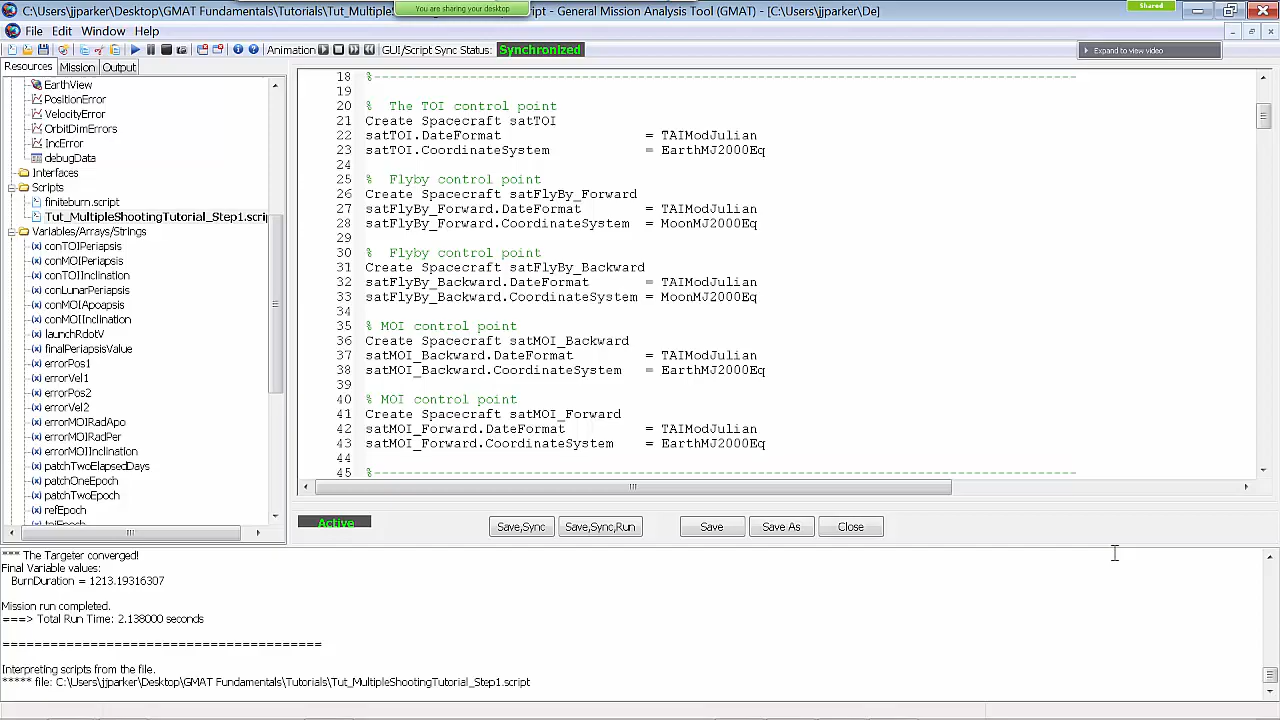 You are sharing your desktop
Shared
C:\Users\jjparker\Desktop\GMAT Fundamentals\Tutorials\Tut_Multiple
ript - General Mission Analysis Tool (GMAT) - [C:\Users\jjparker\De]
File Edit Window Help
Animation GUI/Script Sync Status: Synchronized
Expand to view video
Resources Mission Output
EarthView
PositionError
VelocityError
OrbitDimErrors
IncError
debugData
Interfaces
Scripts
finiteburn.script
Tut_MultipleShootingTutorial_Step1.scri
Variables/Arrays/Strings
conTOIPeriapsis
conMOIPeriapsis
conTOIInclination
conLunarPeriapsis
conMOIApoapsis
conMOIInclination
launchRdotV
finalPeriapsisValue
errorPos1
errorVel1
errorPos2
errorVel2
errorMOIRadApo
errorMOIRadPer
errorMOIInclination
patchTwoElapsedDays
patchOneEpoch
patchTwoEpoch
refEpoch
18 %---------------------------------------------------------------------------------------
19
20 % The TOI control point
21 Create Spacecraft satTOI
22 satTOI.DateFormat = TAIModJulian
23 satTOI.CoordinateSystem = EarthMJ2000Eq
24
25 % Flyby control point
26 Create Spacecraft satFlyBy_Forward
27 satFlyBy_Forward.DateFormat = TAIModJulian
28 satFlyBy_Forward.CoordinateSystem = MoonMJ2000Eq
29
30 % Flyby control point
31 Create Spacecraft satFlyBy_Backward
32 satFlyBy_Backward.DateFormat = TAIModJulian
33 satFlyBy_Backward.CoordinateSystem = MoonMJ2000Eq
34
35 % MOI control point
36 Create Spacecraft satMOI_Backward
37 satMOI_Backward.DateFormat = TAIModJulian
38 satMOI_Backward.CoordinateSystem = EarthMJ2000Eq
39
40 % MOI control point
41 Create Spacecraft satMOI_Forward
42 satMOI_Forward.DateFormat = TAIModJulian
43 satMOI_Forward.CoordinateSystem = EarthMJ2000Eq
44
45 %---------------------------------------------------------------------------------------
Active Save,Sync Save,Sync,Run Save Save As Close
*** The Targeter converged!
Final Variable values:
BurnDuration = 1213.19316307
Mission run completed.
===> Total Run Time: 2.138000 seconds
========================================
Interpreting scripts from the file.
***** file: C:\Users\jjparker\Desktop\GMAT Fundamentals\Tutorials\Tut_MultipleShootingTutorial_Step1.script